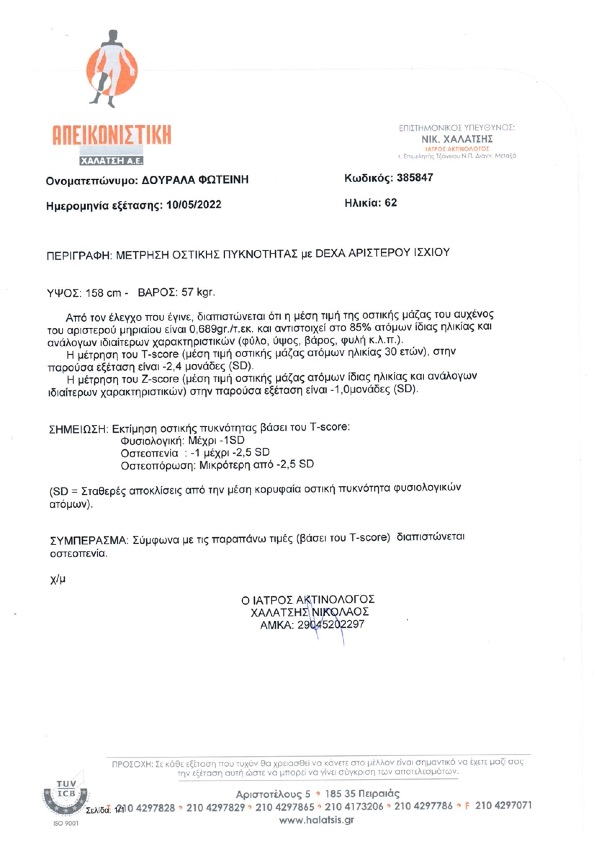 ΑΠΕΙΚΟΝΙΣΤΙΚΗ
ΧΑΛΑΤΣΗ Α.Ε.
ΕΠΙΣΤΗΜΟΝΙΚΟΣ ΥΠΕΥΘΥΝΟΣ:
ΝΙΚ. ΧΑΛΑΤΣΗΣ
ΙΑΤΡΟΣ ΑΚΤΙΝΟΛΟΓΟΣ
τ. Επιμελητής Τζάνειου Ν.Π. Διαγν. Μεταξά
Ονοματεπώνυμο: ΔΟΥΡΑΛΑ ΦΩΤΕΙΝΗ
Κωδικός: 385847
Ημερομηνία εξέτασης: 10/05/2022
Ηλικία: 62
ΠΕΡΙΓΡΑΦΗ: ΜΕΤΡΗΣΗ ΟΣΤΙΚΗΣ ΠΥΚΝΟΤΗΤΑΣ με DEXA ΑΡΙΣΤΕΡΟΥ ΙΣΧΙΟΥ
ΥΨΟΣ: 158 cm - ΒΑΡΟΣ: 57 kgr.
Από τον έλεγχο που έγινε, διαπιστώνεται ότι η μέση τιμή της οστικής μάζας του αυχένος
του αριστερού μηριαίου είναι 0,689gr./τ.εκ. και αντιστοιχεί στο 85% ατόμων ίδιας ηλικίας και
ανάλογων ιδιαίτερων χαρακτηριστικών (φύλο, ύψος, βάρος, φυλή κ.λ.π.).
Η μέτρηση του T-score (μέση τιμή οστικής μάζας ατόμων ηλικίας 30 ετών), στην
παρούσα εξέταση είναι -2,4 μονάδες (SD).
Η μέτρηση του Z-score (μέση τιμή οστικής μάζας ατόμων ίδιας ηλικίας και ανάλογων
ιδιαίτερων χαρακτηριστικών) στην παρούσα εξέταση είναι -1,0μονάδες (SD).
ΣΗΜΕΙΩΣΗ: Εκτίμηση οστικής πυκνότητας βάσει του T-score:
Φυσιολογική: Μέχρι -1SD
Οστεοπενία : -1 μέχρι -2,5 SD
Οστεοπόρωση: Μικρότερη από -2,5 SD
(SD = Σταθερές αποκλίσεις από την μέση κορυφαία οστική πυκνότητα φυσιολογικών
ατόμων).
ΣΥΜΠΕΡΑΣΜΑ: Σύμφωνα με τις παραπάνω τιμές (βάσει του T-score) διαπιστώνεται
οστεοπενία.
χ/μ
Ο ΙΑΤΡΟΣ ΑΚΤΙΝΟΛΟΓΟΣ
ΧΑΛΑΤΣΗΣ ΝΙΚΟΛΑΟΣ
ΑΜΚΑ: 29045202297
ΠΡΟΣΟΧΗ: Σε κάθε εξέταση που τυχόν θα χρειασθεί να κάνετε στο μέλλον είναι σημαντικό να έχετε μαζί σας
την εξέταση αυτή ώστε να μπορεί να γίνει σύγκριση των αποτελεσμάτων.
TUV
ICB
ISO 9001
Αριστοτέλους 5 • 185 35 Πειραιάς
Σελίδα: 1/1
210 4297828 • 210 4297829 • 210 4297865 • 210 4173206 • 210 4297786 • F 210 4297071
www.halatsis.gr